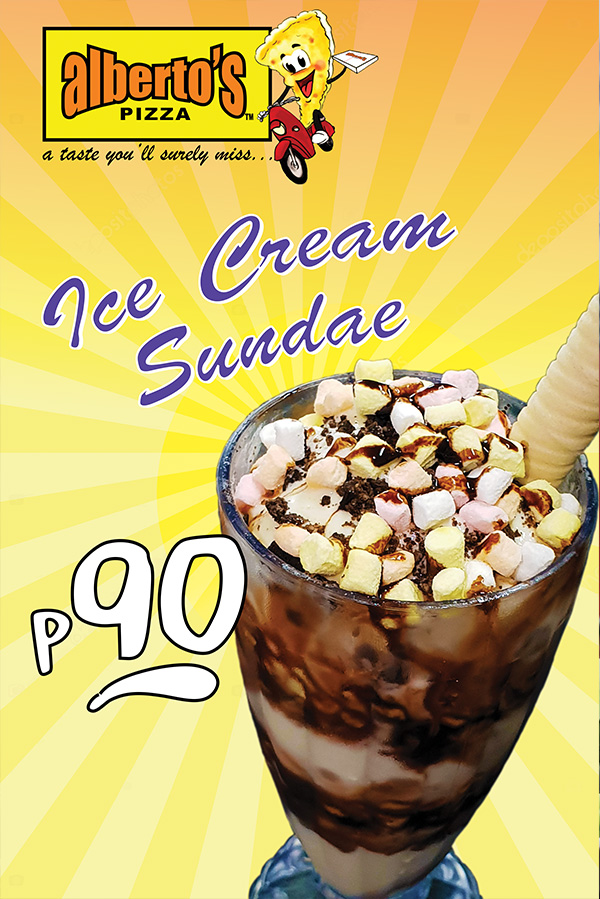 alberto's
PIZZA TM
a taste you'll surely miss...
Ice Cream
Sundae
P90